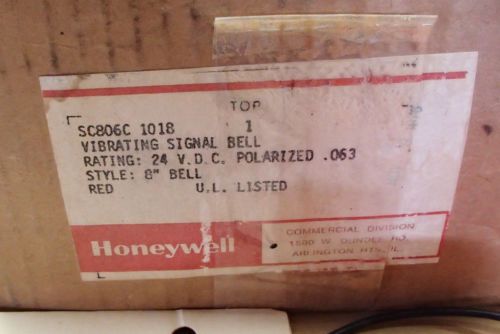 TOP
SC806C 1018 1
VIBRATING SIGNAL BELL
RATING: 24 V.D.C. POLARIZED .063
STYLE: 8" BELL
RED U.L. LISTED
Honeywell
COMMERCIAL DIVISION
1500 W. DUNDEE RD.
ARLINGTON HTS. IL.